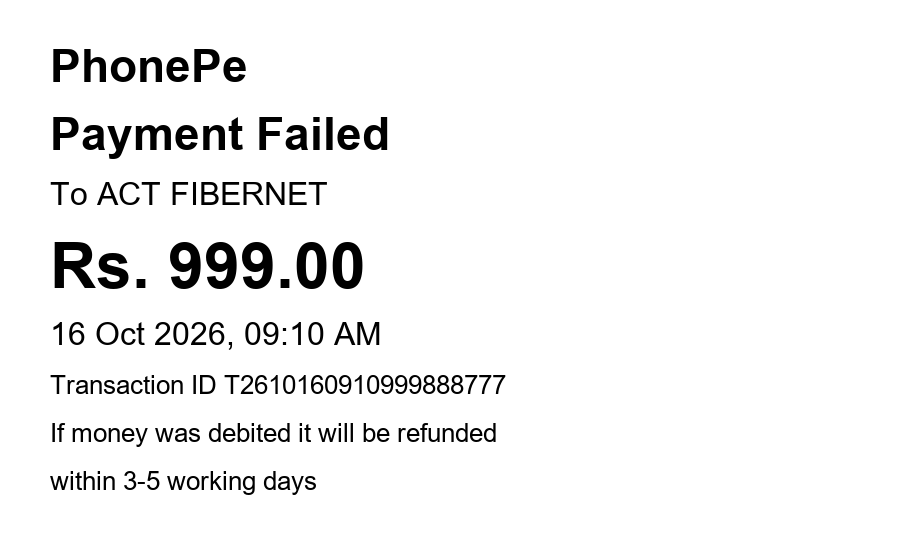 PhonePe
Payment Failed
To ACT FIBERNET
Rs. 999.00
16 Oct 2026, 09:10 AM
Transaction ID T2610160910999888777
If money was debited it will be refunded
within 3-5 working days